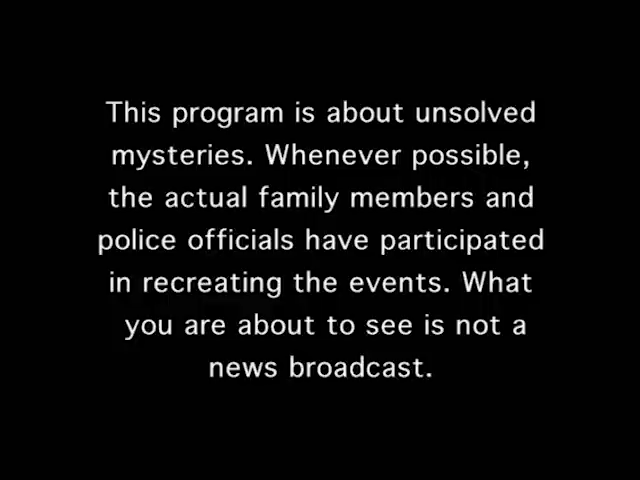 This program is about unsolved
mysteries. Whenever possible,
the actual family members and
police officials have participated
in recreating the events. What
you are about to see is not a
news broadcast.